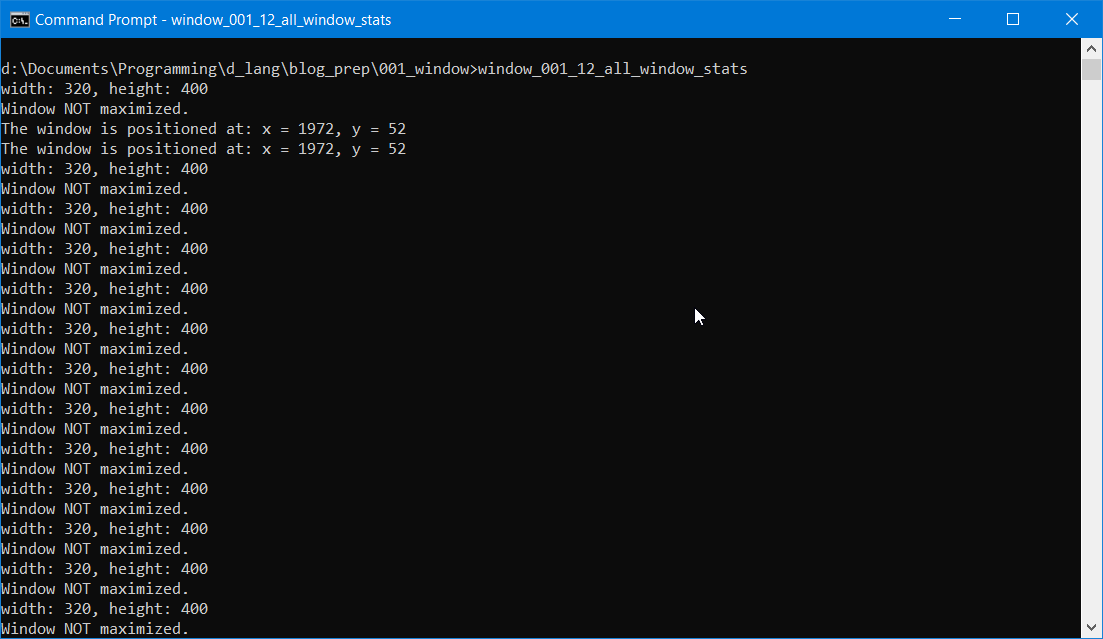 Command Prompt - window_001_12_all_window_stats
d:\Documents\Programming\d_lang\blog_prep\001_window>window_001_12_all_window_stats
width: 320, height: 400
Window NOT maximized.
The window is positioned at: x = 1972, y = 52
The window is positioned at: x = 1972, y = 52
width: 320, height: 400
Window NOT maximized.
width: 320, height: 400
Window NOT maximized.
width: 320, height: 400
Window NOT maximized.
width: 320, height: 400
Window NOT maximized.
width: 320, height: 400
Window NOT maximized.
width: 320, height: 400
Window NOT maximized.
width: 320, height: 400
Window NOT maximized.
width: 320, height: 400
Window NOT maximized.
width: 320, height: 400
Window NOT maximized.
width: 320, height: 400
Window NOT maximized.
width: 320, height: 400
Window NOT maximized.
width: 320, height: 400
Window NOT maximized.